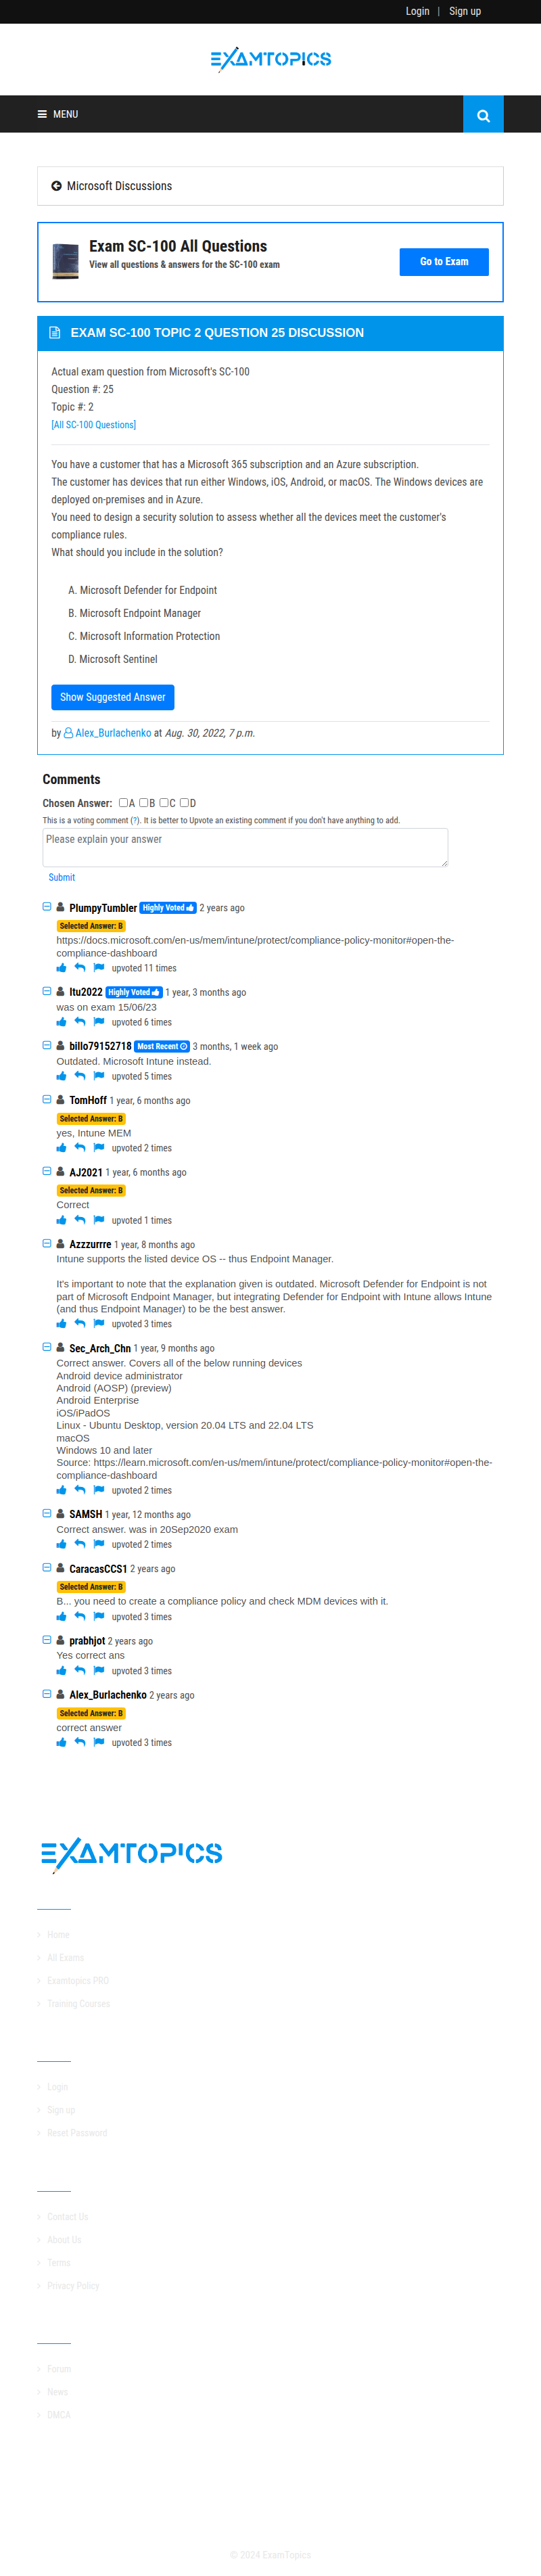 Login | Sign up
EXAMTOPICS
MENU
Microsoft Discussions
Exam SC-100 All Questions
View all questions & answers for the SC-100 exam
Go to Exam
EXAM SC-100 TOPIC 2 QUESTION 25 DISCUSSION
Actual exam question from Microsoft's SC-100
Question #: 25
Topic #: 2
[All SC-100 Questions]
You have a customer that has a Microsoft 365 subscription and an Azure subscription.
The customer has devices that run either Windows, iOS, Android, or macOS. The Windows devices are
deployed on-premises and in Azure.
You need to design a security solution to assess whether all the devices meet the customer's
compliance rules.
What should you include in the solution?
A. Microsoft Defender for Endpoint
B. Microsoft Endpoint Manager
C. Microsoft Information Protection
D. Microsoft Sentinel
Show Suggested Answer
by Alex_Burlachenko at Aug. 30, 2022, 7 p.m.
Comments
Chosen Answer: A B C D
This is a voting comment (?). It is better to Upvote an existing comment if you don't have anything to add.
Please explain your answer
Submit
PlumpyTumbler Highly Voted 2 years ago
Selected Answer: B
https://docs.microsoft.com/en-us/mem/intune/protect/compliance-policy-monitor#open-the-
compliance-dashboard
upvoted 11 times
Itu2022 Highly Voted 1 year, 3 months ago
was on exam 15/06/23
upvoted 6 times
billo79152718 Most Recent 3 months, 1 week ago
Outdated. Microsoft Intune instead.
upvoted 5 times
TomHoff 1 year, 6 months ago
Selected Answer: B
yes, Intune MEM
upvoted 2 times
AJ2021 1 year, 6 months ago
Selected Answer: B
Correct
upvoted 1 times
Azzzurrre 1 year, 8 months ago
Intune supports the listed device OS -- thus Endpoint Manager.
It's important to note that the explanation given is outdated. Microsoft Defender for Endpoint is not
part of Microsoft Endpoint Manager, but integrating Defender for Endpoint with Intune allows Intune
(and thus Endpoint Manager) to be the best answer.
upvoted 3 times
Sec_Arch_Chn 1 year, 9 months ago
Correct answer. Covers all of the below running devices
Android device administrator
Android (AOSP) (preview)
Android Enterprise
iOS/iPadOS
Linux - Ubuntu Desktop, version 20.04 LTS and 22.04 LTS
macOS
Windows 10 and later
Source: https://learn.microsoft.com/en-us/mem/intune/protect/compliance-policy-monitor#open-the-
compliance-dashboard
upvoted 2 times
SAMSH 1 year, 12 months ago
Correct answer. was in 20Sep2020 exam
upvoted 2 times
CaracasCCS1 2 years ago
Selected Answer: B
B... you need to create a compliance policy and check MDM devices with it.
upvoted 3 times
prabhjot 2 years ago
Yes correct ans
upvoted 3 times
Alex_Burlachenko 2 years ago
Selected Answer: B
correct answer
upvoted 3 times
EXAMTOPICS
Home
All Exams
Examtopics PRO
Training Courses
Login
Sign up
Reset Password
Contact Us
About Us
Terms
Privacy Policy
Forum
News
DMCA
© 2024 ExamTopics